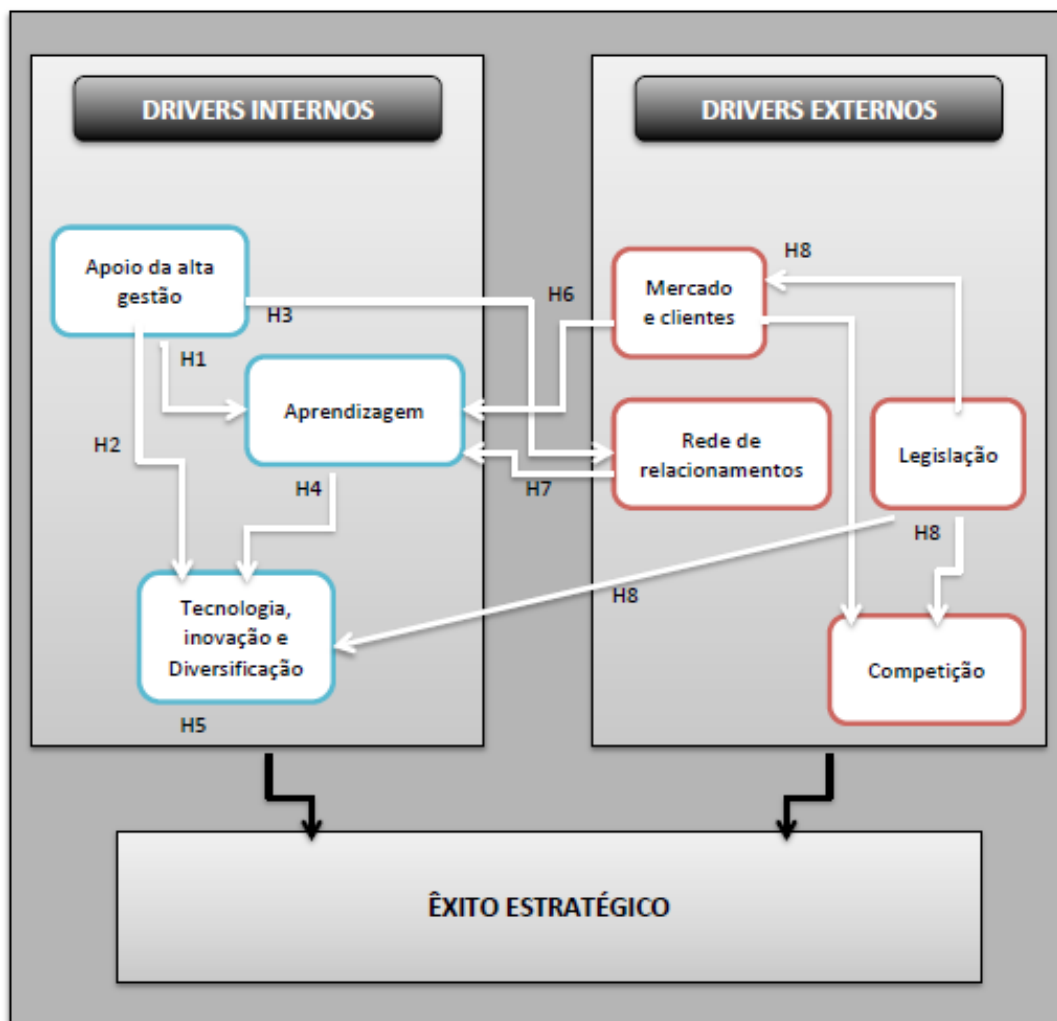 DRIVERS INTERNOS
DRIVERS EXTERNOS
Apoio da alta
gestão
H3
H1
H2
Aprendizagem
H4
Tecnologia,
inovação e
Diversificação
H5
H6
H7
H8
Mercado
e clientes
H8
Rede de
relacionamentos
Legislação
H8
Competição
ÊXITO ESTRATÉGICO